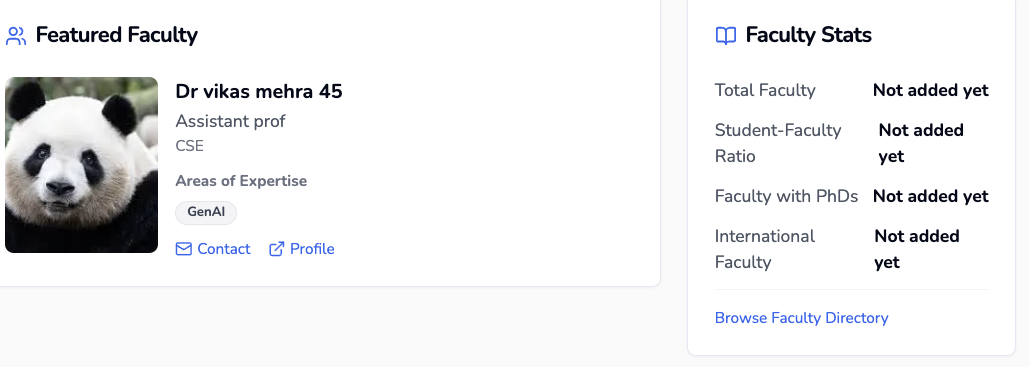 Featured Faculty
Dr vikas mehra 45
Assistant prof
CSE
Areas of Expertise
GenAI
Contact Profile
Faculty Stats
Total Faculty Not added yet
Student-Faculty Not added
Ratio yet
Faculty with PhDs Not added yet
International Not added
Faculty yet
Browse Faculty Directory